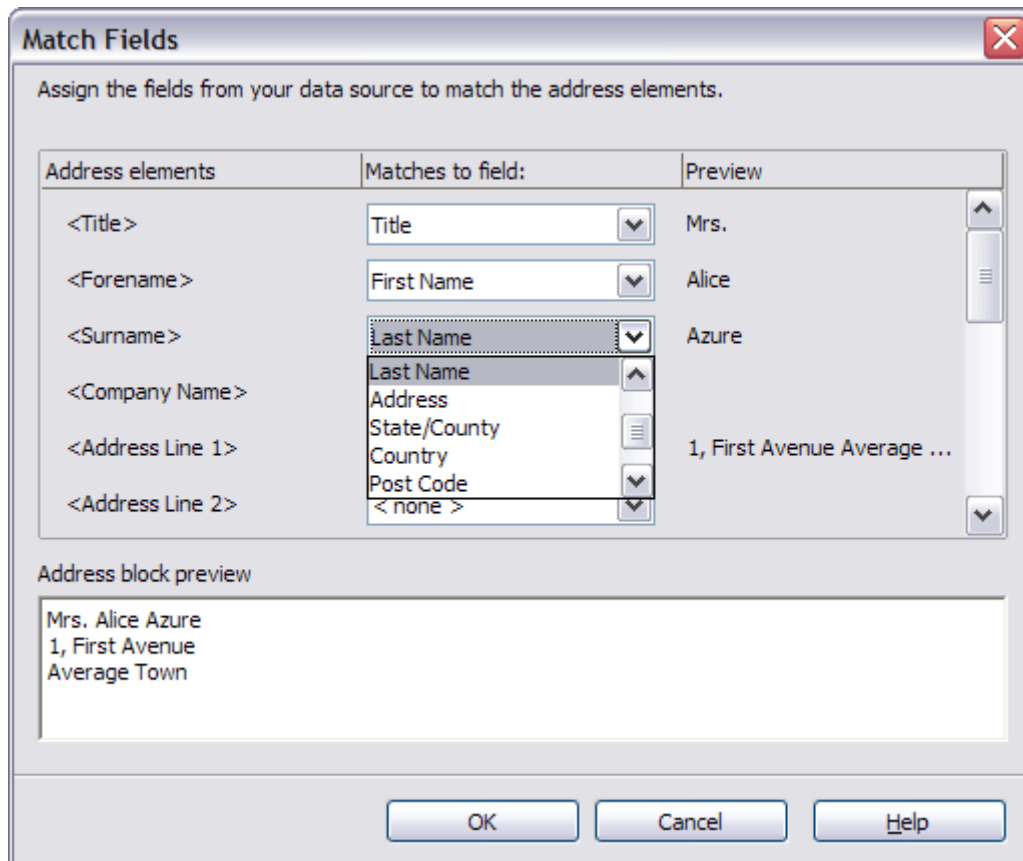 Match Fields
Assign the fields from your data source to match the address elements.
Address elements Matches to field: Preview
<Title> Title Mrs.
<Forename> First Name Alice
<Surname> Last Name Azure
Last Name
<Company Name>
Address
State/County
<Address Line 1> 1, First Avenue Average ...
Country
Post Code
<Address Line 2> < none >
Address block preview
Mrs. Alice Azure
1, First Avenue
Average Town
OK Cancel Help